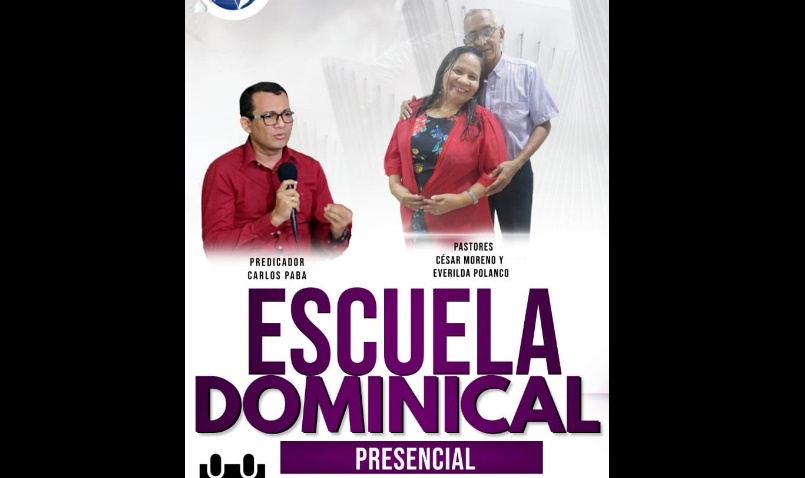 PREDICADOR
CARLOS PABA
PASTORES
CÉSAR MORENO Y
EVERILDA POLANCO
ESCUELA
DOMINICAL
PRESENCIAL